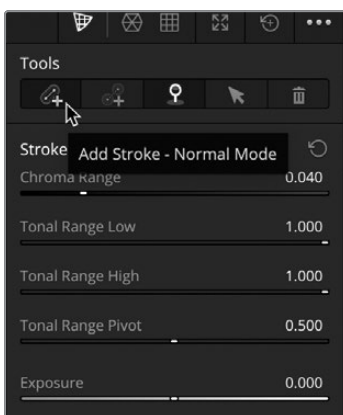 Tools
Stroke
Add Stroke - Normal Mode
Chroma Range 0.040
Tonal Range Low 1.000
Tonal Range High 1.000
Tonal Range Pivot 0.500
Exposure 0.000